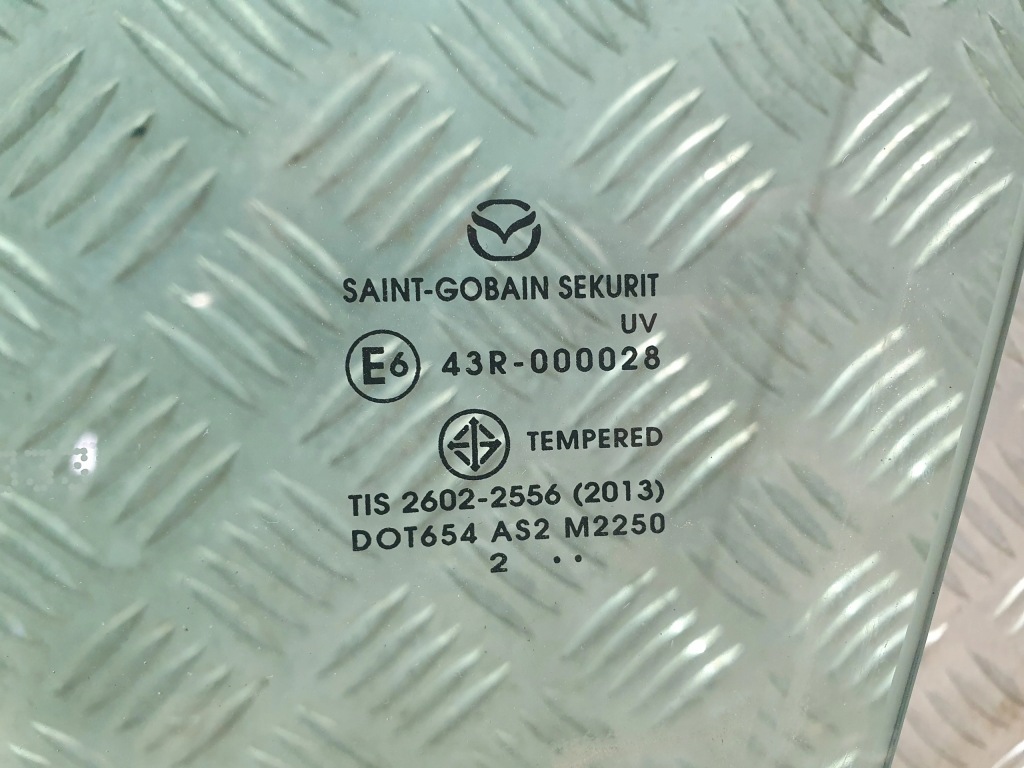 SAINT-GOBAIN SEKURIT
UV
E6 43R-000028
TEMPERED
TIS 2602-2556 (2013)
DOT654 AS2 M2250
2 ..